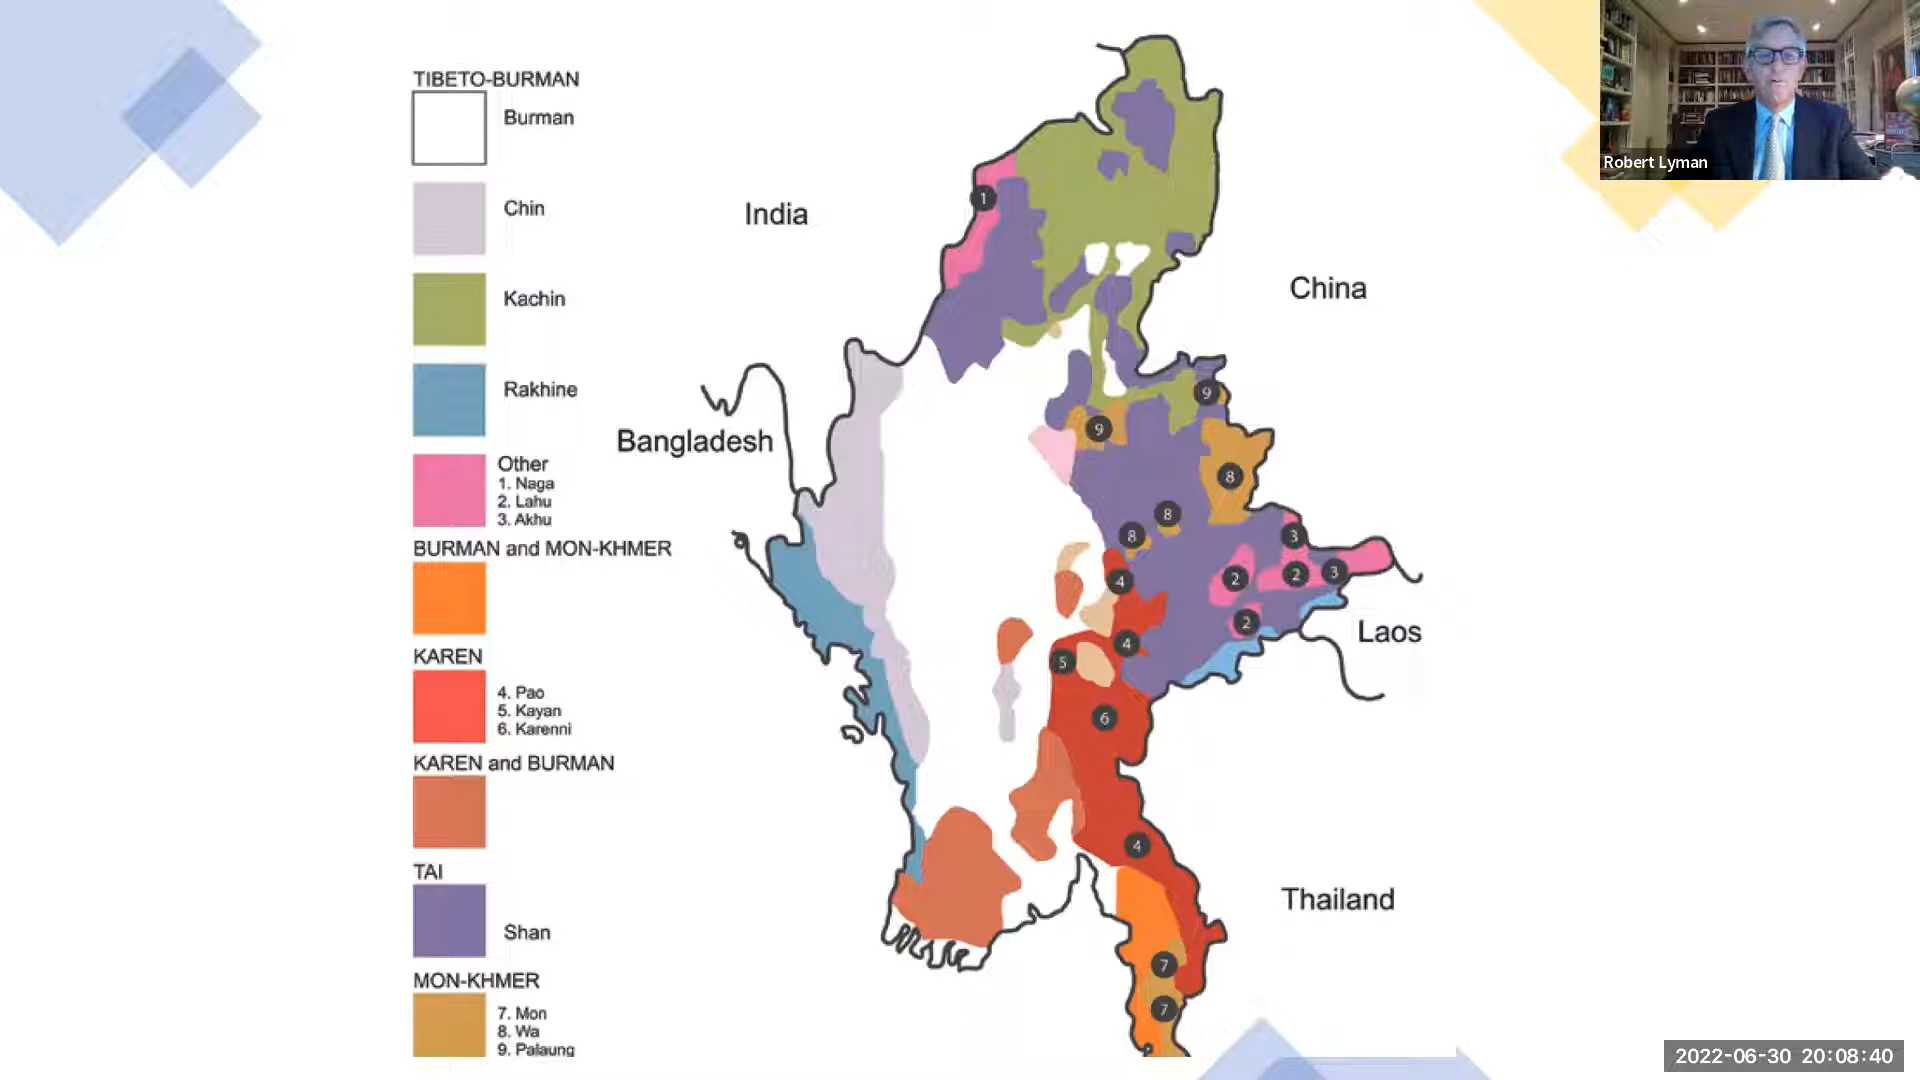 TIBETO-BURMAN
Burman
Chin
Kachin
Rakhine
Other
1. Naga
2. Lahu
3. Akhu
BURMAN and MON-KHMER
KAREN
4. Pao
5. Kayan
6. Karenni
KAREN and BURMAN
TAI
Shan
MON-KHMER
7. Mon
8. Wa
9. Palaung
India
China
Bangladesh
Laos
Thailand
1
9
9
8
8
8
3
4
2
2
3
2
4
5
6
4
7
7
Robert Lyman
2022-06-30 20:08:40